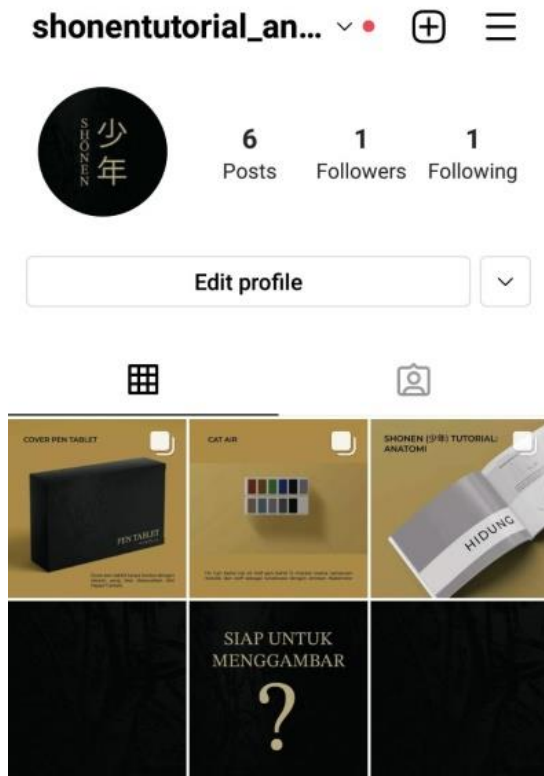 shonentutorial_an...
SHŌNEN
少年
6
Posts
1
Followers
1
Following
Edit profile
COVER PEN TABLET
PEN TABLET
CAT AIR
SHONEN (少年) TUTORIAL:
ANATOMI
HIDUNG
SIAP UNTUK
MENGGAMBAR
?